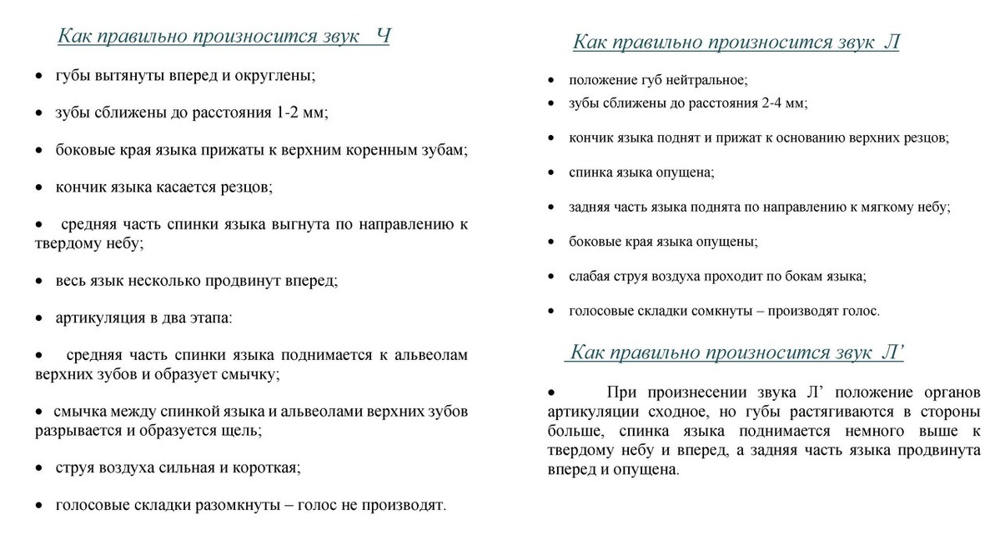 Как правильно произносится звук Ч
• губы вытянуты вперед и округлены;
• зубы сближены до расстояния 1-2 мм;
• боковые края языка прижаты к верхним коренным зубам;
• кончик языка касается резцов;
• средняя часть спинки языка выгнута по направлению к
твердому небу;
• весь язык несколько продвинут вперед;
• артикуляция в два этапа:
• средняя часть спинки языка поднимается к альвеолам
верхних зубов и образует смычку;
• смычка между спинкой языка и альвеолами верхних зубов
разрывается и образуется щель;
• струя воздуха сильная и короткая;
• голосовые складки разомкнуты – голос не производят.
Как правильно произносится звук Л
• положение губ нейтральное;
• зубы сближены до расстояния 2-4 мм;
• кончик языка поднят и прижат к основанию верхних резцов;
• спинка языка опущена;
• задняя часть языка поднята по направлению к мягкому небу;
• боковые края языка опущены;
• слабая струя воздуха проходит по бокам языка;
• голосовые складки сомкнуты – производят голос.
Как правильно произносится звук Л’
• При произнесении звука Л’ положение органов
артикуляции сходное, но губы растягиваются в стороны
больше, спинка языка поднимается немного выше к
твердому небу и вперед, а задняя часть языка продвинута
вперед и опущена.